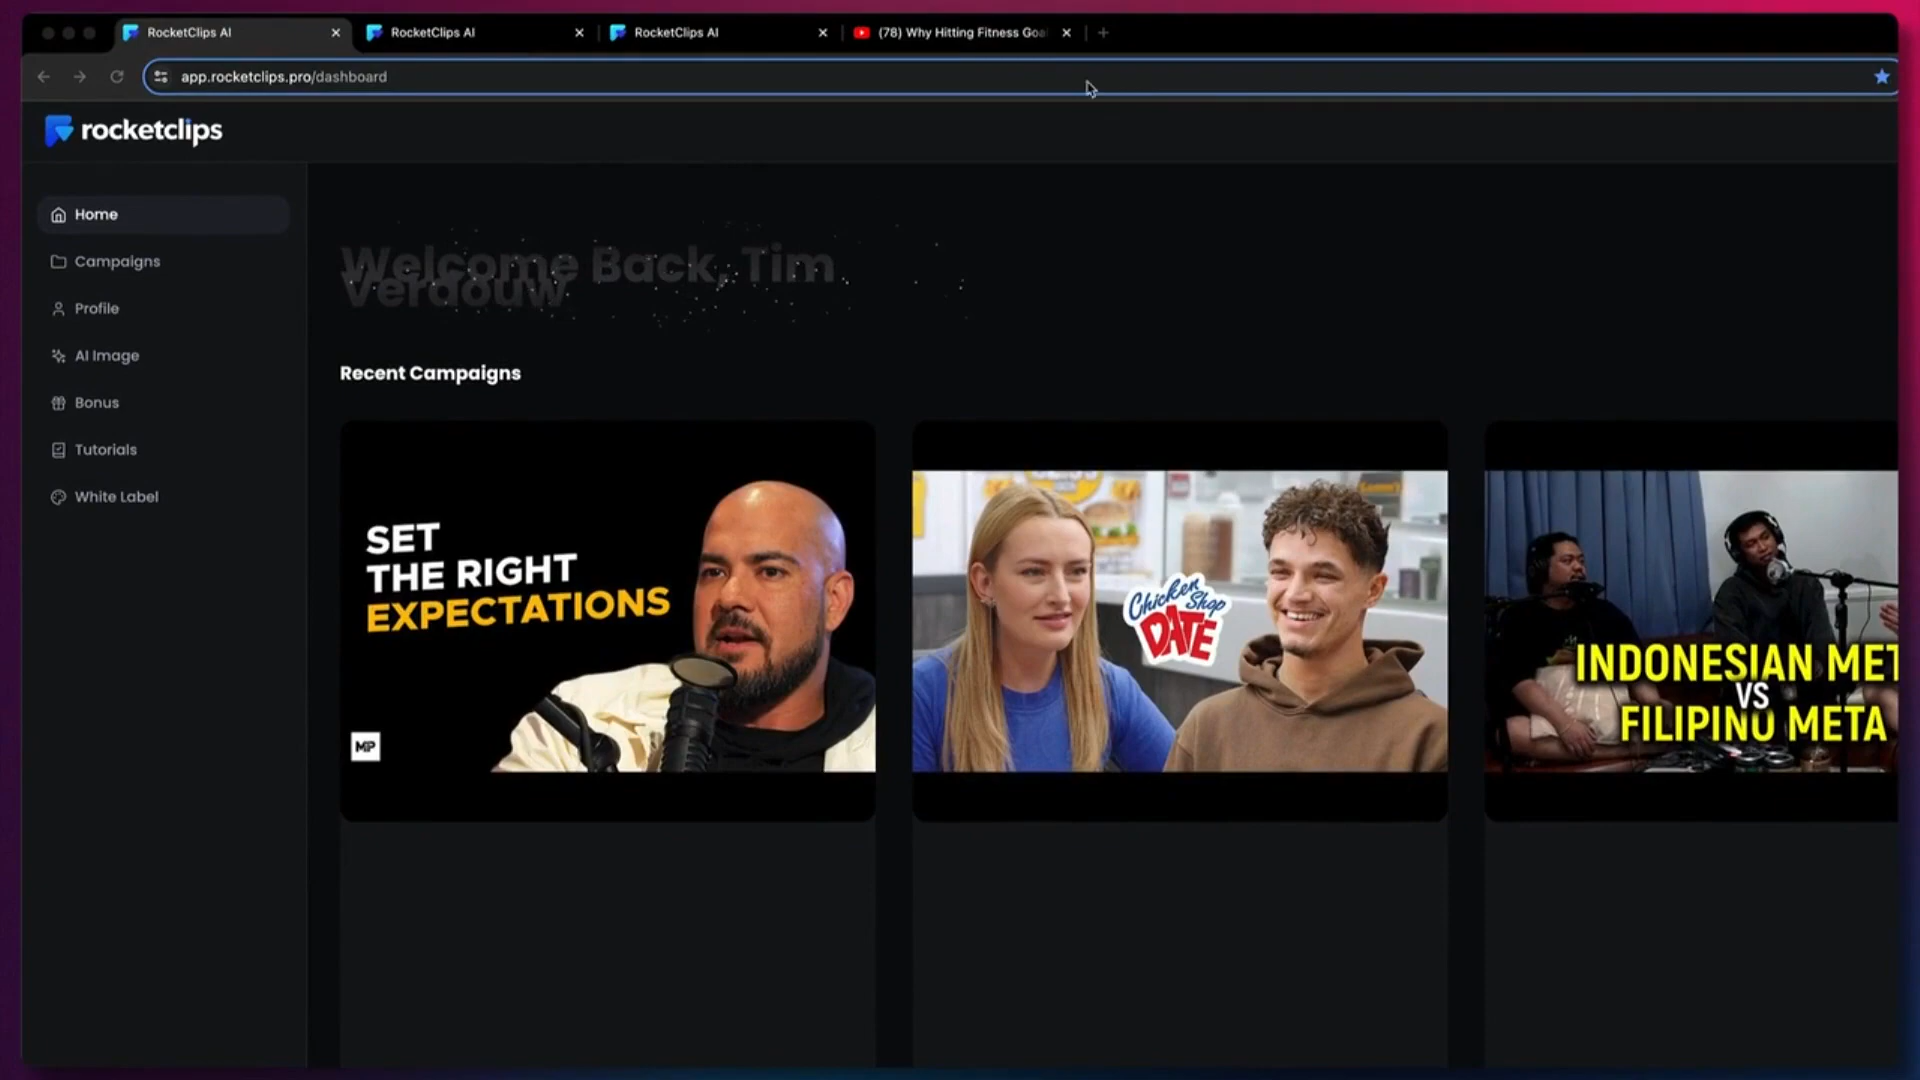 RocketClips AI
RocketClips AI
RocketClips AI
(78) Why Hitting Fitness Goa
app.rocketclips.pro/dashboard
rocketclips
Home
Campaigns
Profile
AI Image
Bonus
Tutorials
White Label
Welcome Back, Tim
Verdouw
Recent Campaigns
SET
THE RIGHT
EXPECTATIONS
MP
Chicken
Shop
DATE
INDONESIAN MET
VS
FILIPINO META